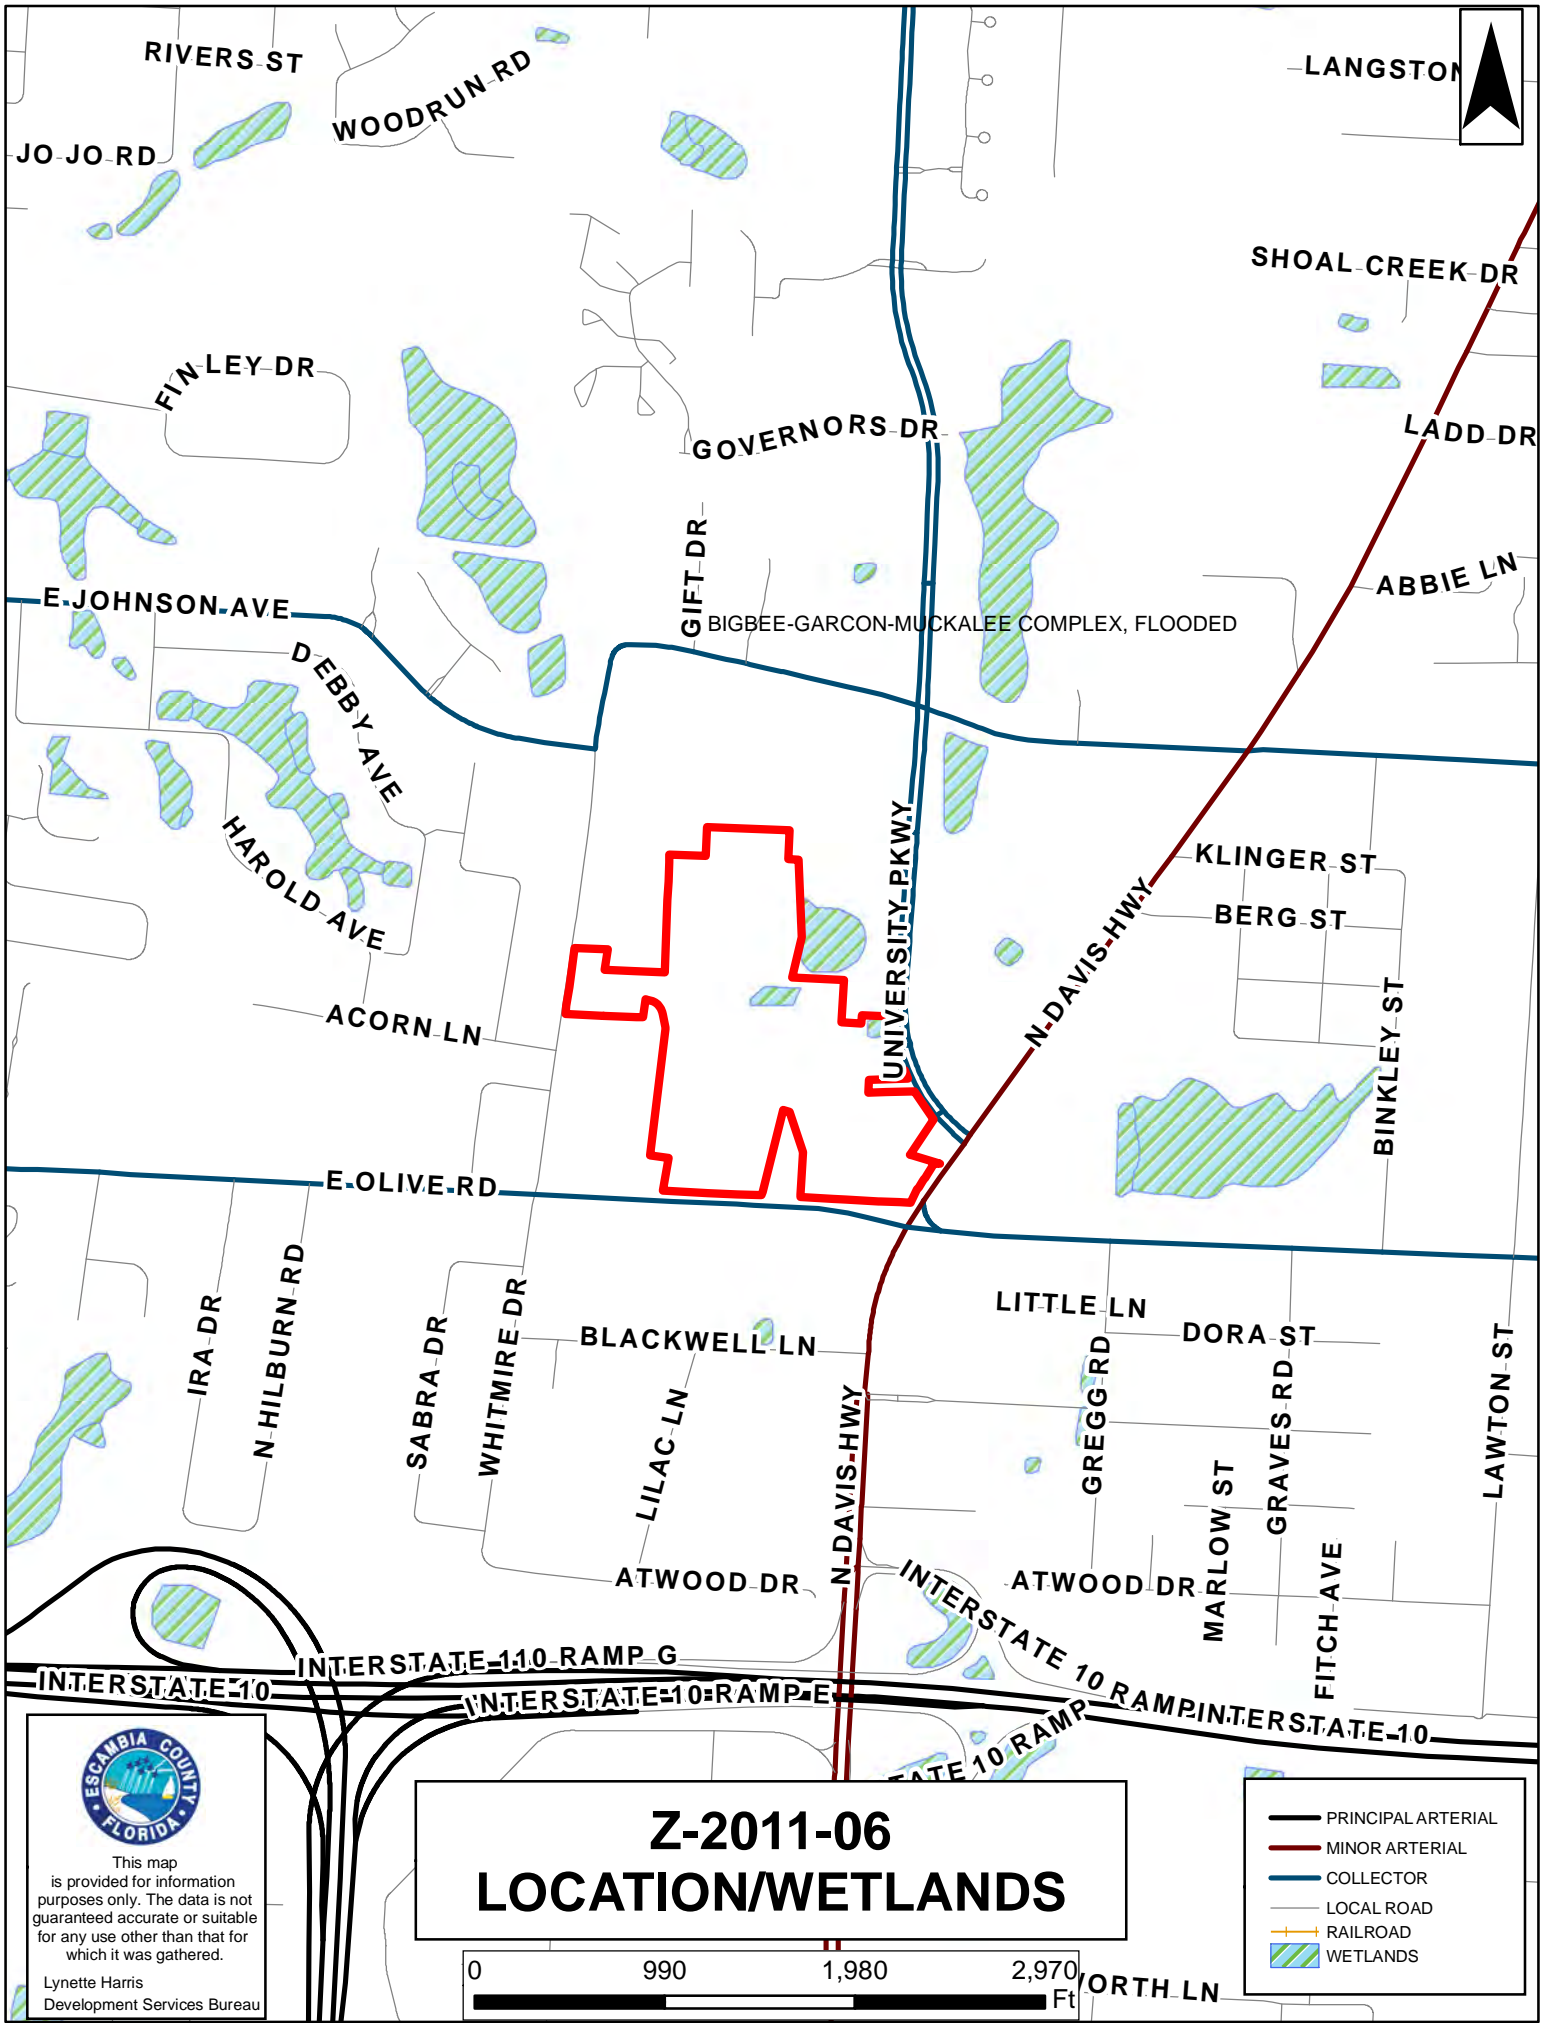 RIVERS ST
WOODRUN RD
LANGSTON
JO JO RD
SHOAL CREEK DR
FINLEY DR
GOVERNORS DR
LADD DR
GIFT DR
ABBIE LN
E JOHNSON AVE
BIGBEE-GARCON-MUCKALEE COMPLEX, FLOODED
DEBBY AVE
UNIVERSITY PKWY
KLINGER ST
HAROLD AVE
N DAVIS HWY
BERG ST
ACORN LN
BINKLEY ST
E OLIVE RD
IRA DR
N HILBURN RD
SABRA DR
WHITMIRE DR
BLACKWELL LN
LILAC LN
LITTLE LN
DORA ST
GREGG RD
GRAVES RD
LAWTON ST
N DAVIS HWY
MARLOW ST
FITCH AVE
ATWOOD DR
ATWOOD DR
INTERSTATE 110 RAMP G
INTERSTATE 10
INTERSTATE 10 RAMP E
INTERSTATE 10 RAMP
INTERSTATE 10
TATE 10 RAMP
ESCAMBIA COUNTY
FLORIDA
This map
is provided for information
purposes only. The data is not
guaranteed accurate or suitable
for any use other than that for
which it was gathered.
Lynette Harris
Development Services Bureau
Z-2011-06
LOCATION/WETLANDS
0 990 1,980 2,970
Ft
ORTH LN
PRINCIPAL ARTERIAL
MINOR ARTERIAL
COLLECTOR
LOCAL ROAD
RAILROAD
WETLANDS